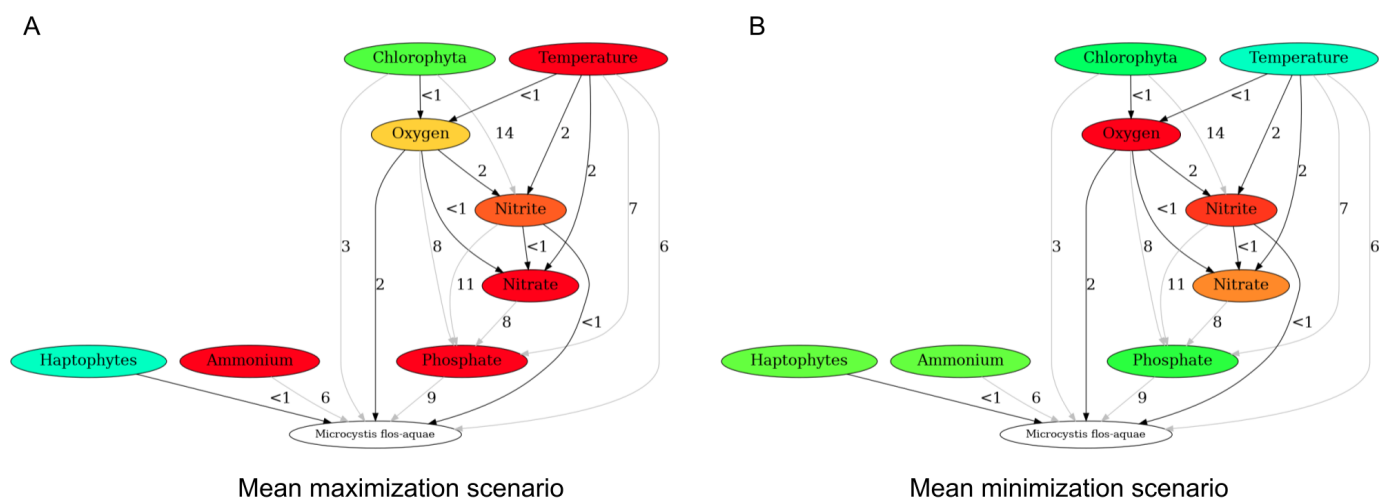 A
B
Chlorophyta
Temperature
Chlorophyta
Temperature
<1
<1
<1
<1
Oxygen
14
2
Oxygen
14
2
2
2
2
2
Nitrite
<1
7
Nitrite
<1
7
3
8
<1
6
3
8
<1
6
2
11
Nitrate
2
11
Nitrate
8
<1
8
<1
Haptophytes
Ammonium
Phosphate
Haptophytes
Ammonium
Phosphate
<1
6
9
<1
6
9
Microcystis flos-aquae
Microcystis flos-aquae
Mean maximization scenario
Mean minimization scenario